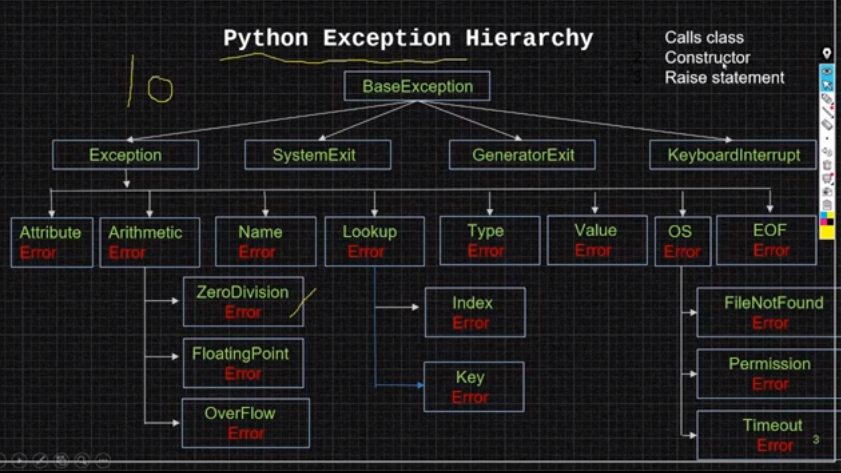 Python Exception Hierarchy
1 Calls class
2 Constructor
3 Raise statement
10
BaseException
Exception
SystemExit
GeneratorExit
KeyboardInterrupt
Attribute
Error
Arithmetic
Error
Name
Error
Lookup
Error
Type
Error
Value
Error
OS
Error
EOF
Error
ZeroDivision
Error
FloatingPoint
Error
OverFlow
Error
Index
Error
Key
Error
FileNotFound
Error
Permission
Error
Timeout
Error
3